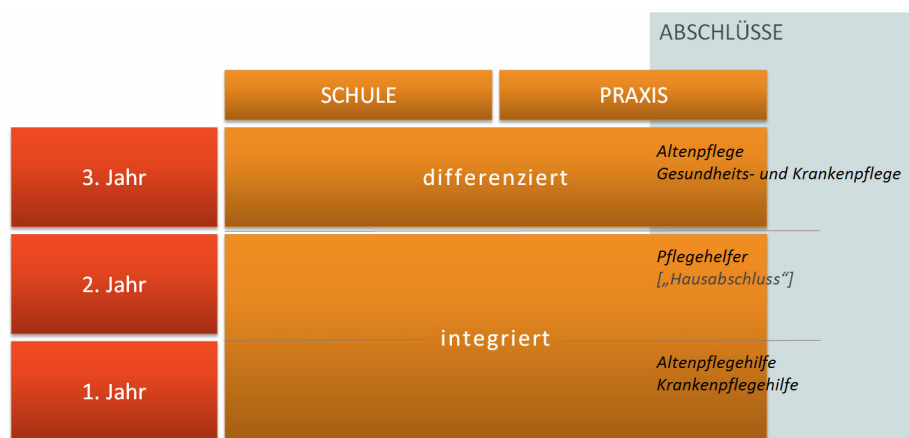 ABSCHLÜSSE
SCHULE
PRAXIS
3. Jahr
differenziert
Altenpflege
Gesundheits- und Krankenpflege
2. Jahr
Pflegehelfer
[„Hausabschluss“]
integriert
1. Jahr
Altenpflegehilfe
Krankenpflegehilfe